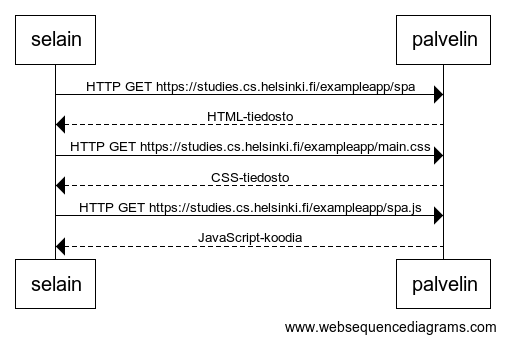 selain
palvelin
HTTP GET https://studies.cs.helsinki.fi/exampleapp/spa
HTML-tiedosto
HTTP GET https://studies.cs.helsinki.fi/exampleapp/main.css
CSS-tiedosto
HTTP GET https://studies.cs.helsinki.fi/exampleapp/spa.js
JavaScript-koodia
selain
palvelin
www.websequencediagrams.com